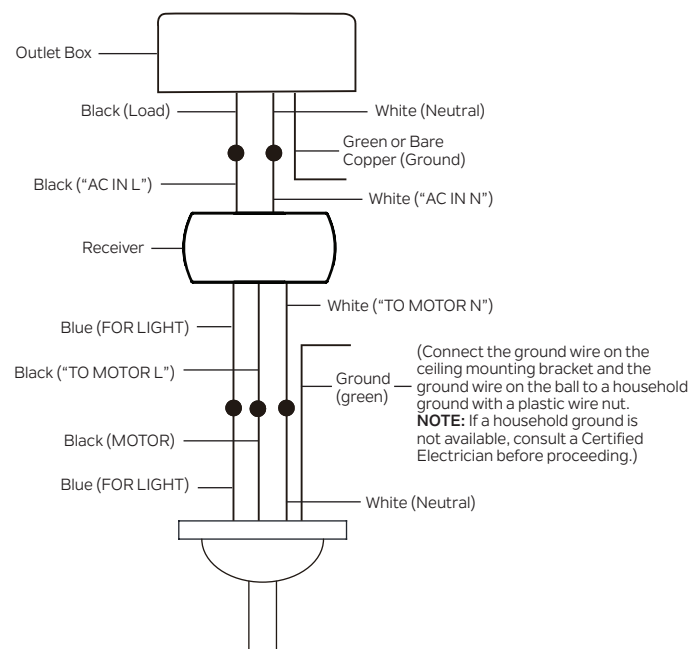 Outlet Box
Black (Load)
White (Neutral)
Green or Bare
Copper (Ground)
Black (“AC IN L”)
White (“AC IN N”)
Receiver
White (“TO MOTOR N”)
Blue (FOR LIGHT)
Black (“TO MOTOR L”)
Ground
(green)
(Connect the ground wire on the
ceiling mounting bracket and the
ground wire on the ball to a household
ground with a plastic wire nut.
NOTE: If a household ground is
not available, consult a Certified
Electrician before proceeding.)
Black (MOTOR)
Blue (FOR LIGHT)
White (Neutral)